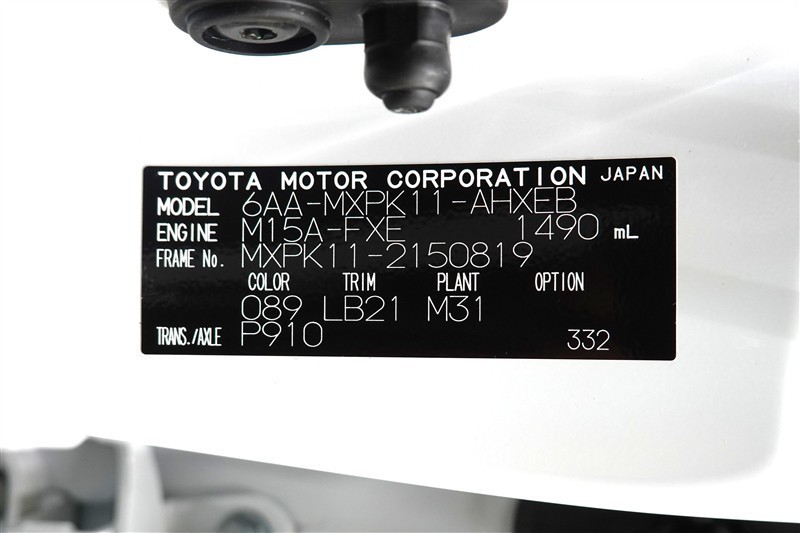 TOYOTA MOTOR CORPORATION JAPAN
MODEL 6AA-MXPK11-AHXEB
ENGINE M15A-FXE 1490 mL
FRAME No. MXPK11-2150819
COLOR TRIM PLANT OPTION
089 LB21 M31
TRANS./AXLE P910 332